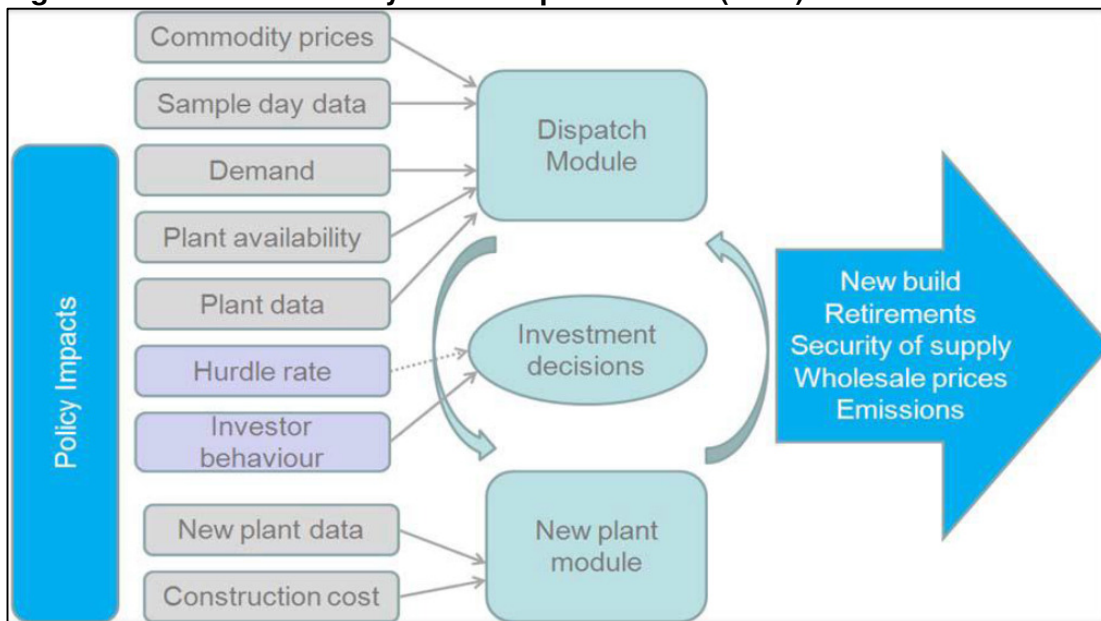 Policy Impacts
Commodity prices
Sample day data
Demand
Plant availability
Plant data
Hurdle rate
Investor
behaviour
New plant data
Construction cost
Dispatch
Module
Investment
decisions
New plant
module
New build
Retirements
Security of supply
Wholesale prices
Emissions